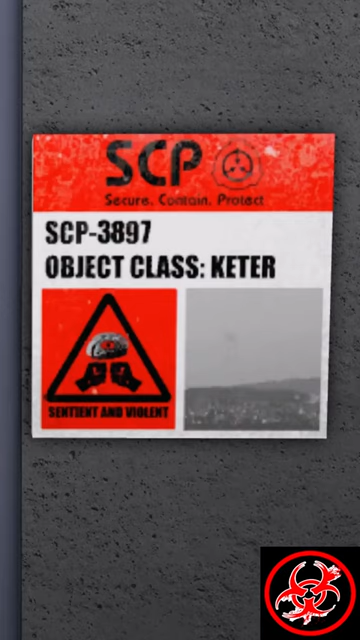 SCP
Secure. Contain. Protect
SCP-3897
OBJECT CLASS: KETER
SENTIENT AND VIOLENT